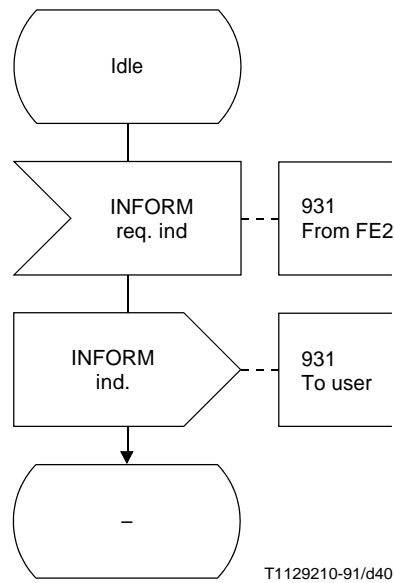 Idle
INFORM
req. ind
931
From FE2
INFORM
ind.
931
To user
–
T1129210-91/d40